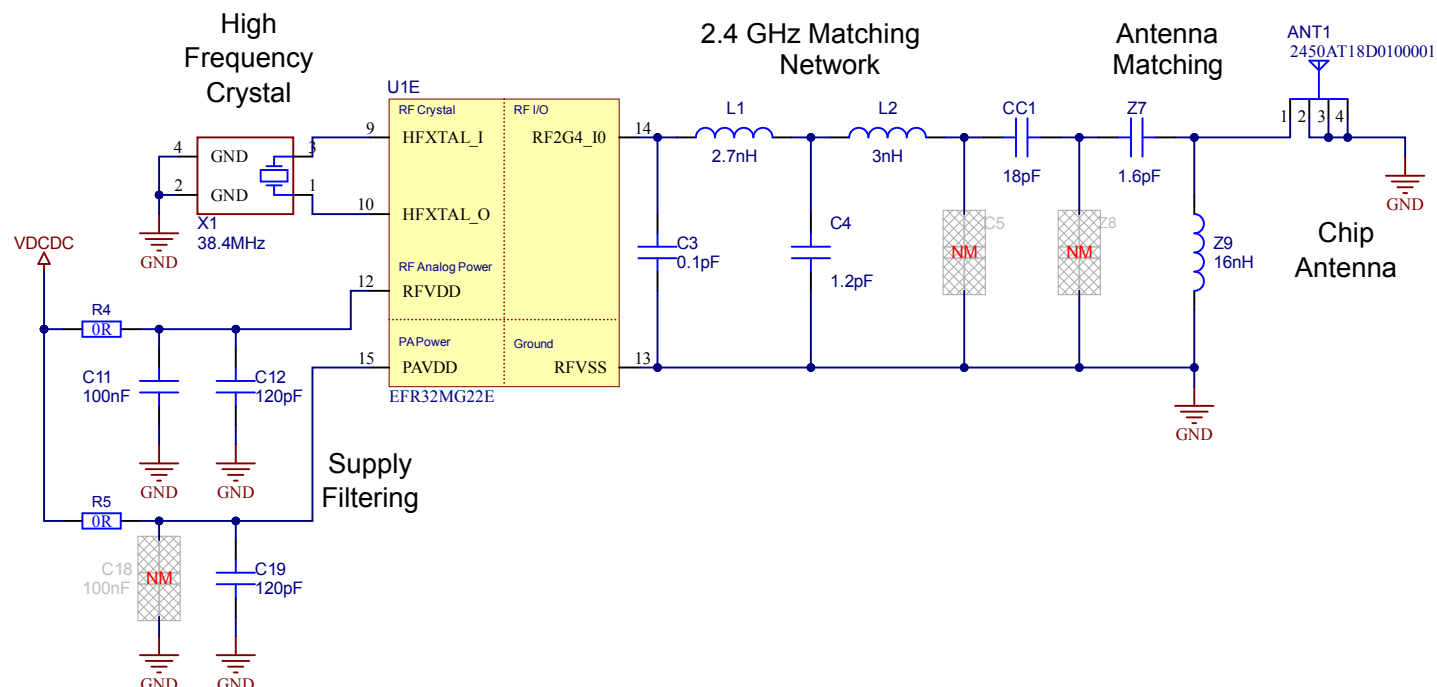 High
Frequency
Crystal
2.4 GHz Matching
Network
Antenna
Matching
ANT1
2450AT18D0100001
1 2 3 4
GND
Chip
Antenna
U1E
RF Crystal
RF I/O
9
HFXTAL_I
RF2G4_I0
14
10
HFXTAL_O
RF Analog Power
12
RFVDD
PA Power
Ground
15
PAVDD
RFVSS
13
EFR32MG22E
4
GND
3
2
GND
1
X1
38.4MHz
GND
VDCDC
R4
0R
C11
100nF
C12
120pF
GND
GND
Supply
Filtering
R5
0R
C18
100nF
NM
C19
120pF
GND
GND
L1
2.7nH
L2
3nH
CC1
18pF
Z7
1.6pF
C3
0.1pF
C4
1.2pF
C5
NM
Z8
NM
Z9
16nH
GND